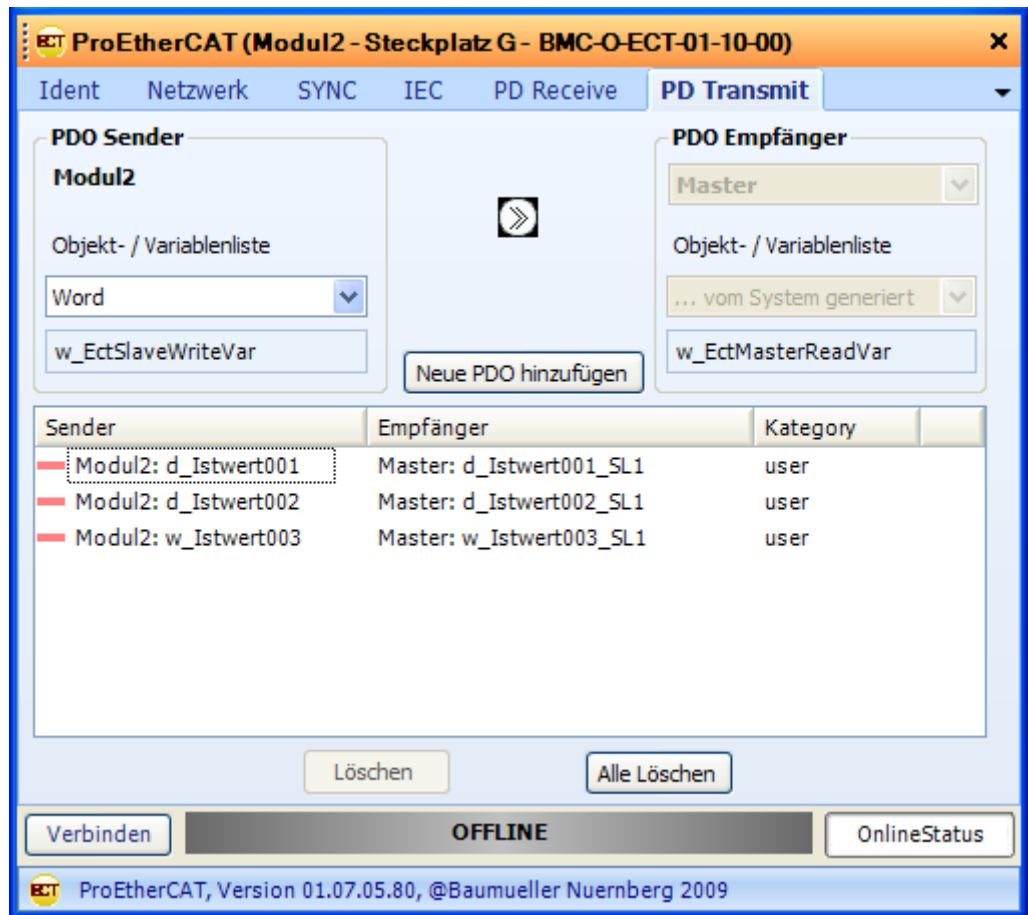 ECT ProEtherCAT (Modul2 - Steckplatz G - BMC-O-ECT-01-10-00)
Ident Netzwerk SYNC IEC PD Receive PD Transmit
PDO Sender
Modul2
Objekt- / Variablenliste
Word
w_EctSlaveWriteVar
Neue PDO hinzufügen
PDO Empfänger
Master
Objekt- / Variablenliste
... vom System generiert
w_EctMasterReadVar
Sender Empfänger Kategory
Modul2: d_Istwert001 Master: d_Istwert001_SL1 user
Modul2: d_Istwert002 Master: d_Istwert002_SL1 user
Modul2: w_Istwert003 Master: w_Istwert003_SL1 user
Löschen Alle Löschen
Verbinden OFFLINE OnlineStatus
ECT ProEtherCAT, Version 01.07.05.80, @Baumueller Nuernberg 2009